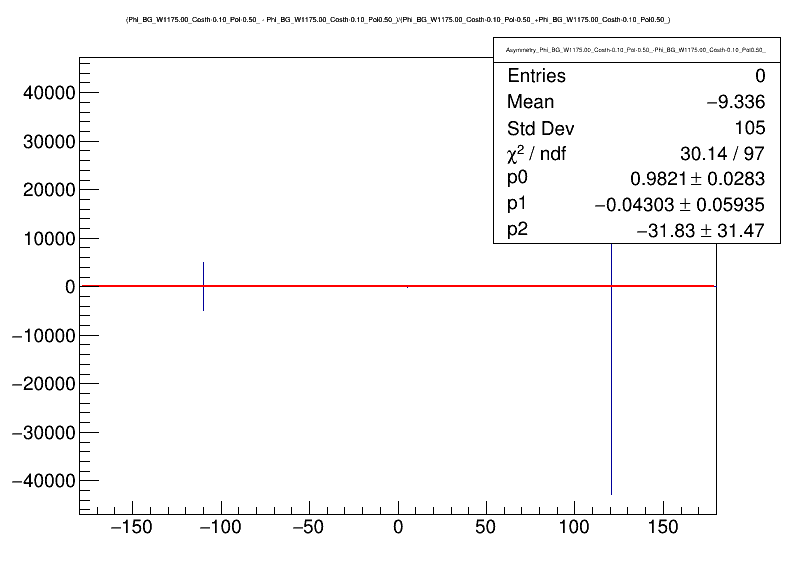 (Phi_BG_W1175.00_Costh-0.10_Pol-0.50_ - Phi_BG_W1175.00_Costh-0.10_Pol0.50_)/(Phi_BG_W1175.00_Costh-0.10_Pol-0.50_+Phi_BG_W1175.00_Costh-0.10_Pol0.50_)
Asymmetry_Phi_BG_W1175.00_Costh-0.10_Pol-0.50_-Phi_BG_W1175.00_Costh-0.10_Pol0.50_
Entries 0
Mean −9.336
Std Dev 105
χ² / ndf 30.14 / 97
p0 0.9821 ± 0.0283
p1 −0.04303 ± 0.05935
p2 −31.83 ± 31.47
40000
30000
20000
10000
0
−10000
−20000
−30000
−40000
−150 −100 −50 0 50 100 150